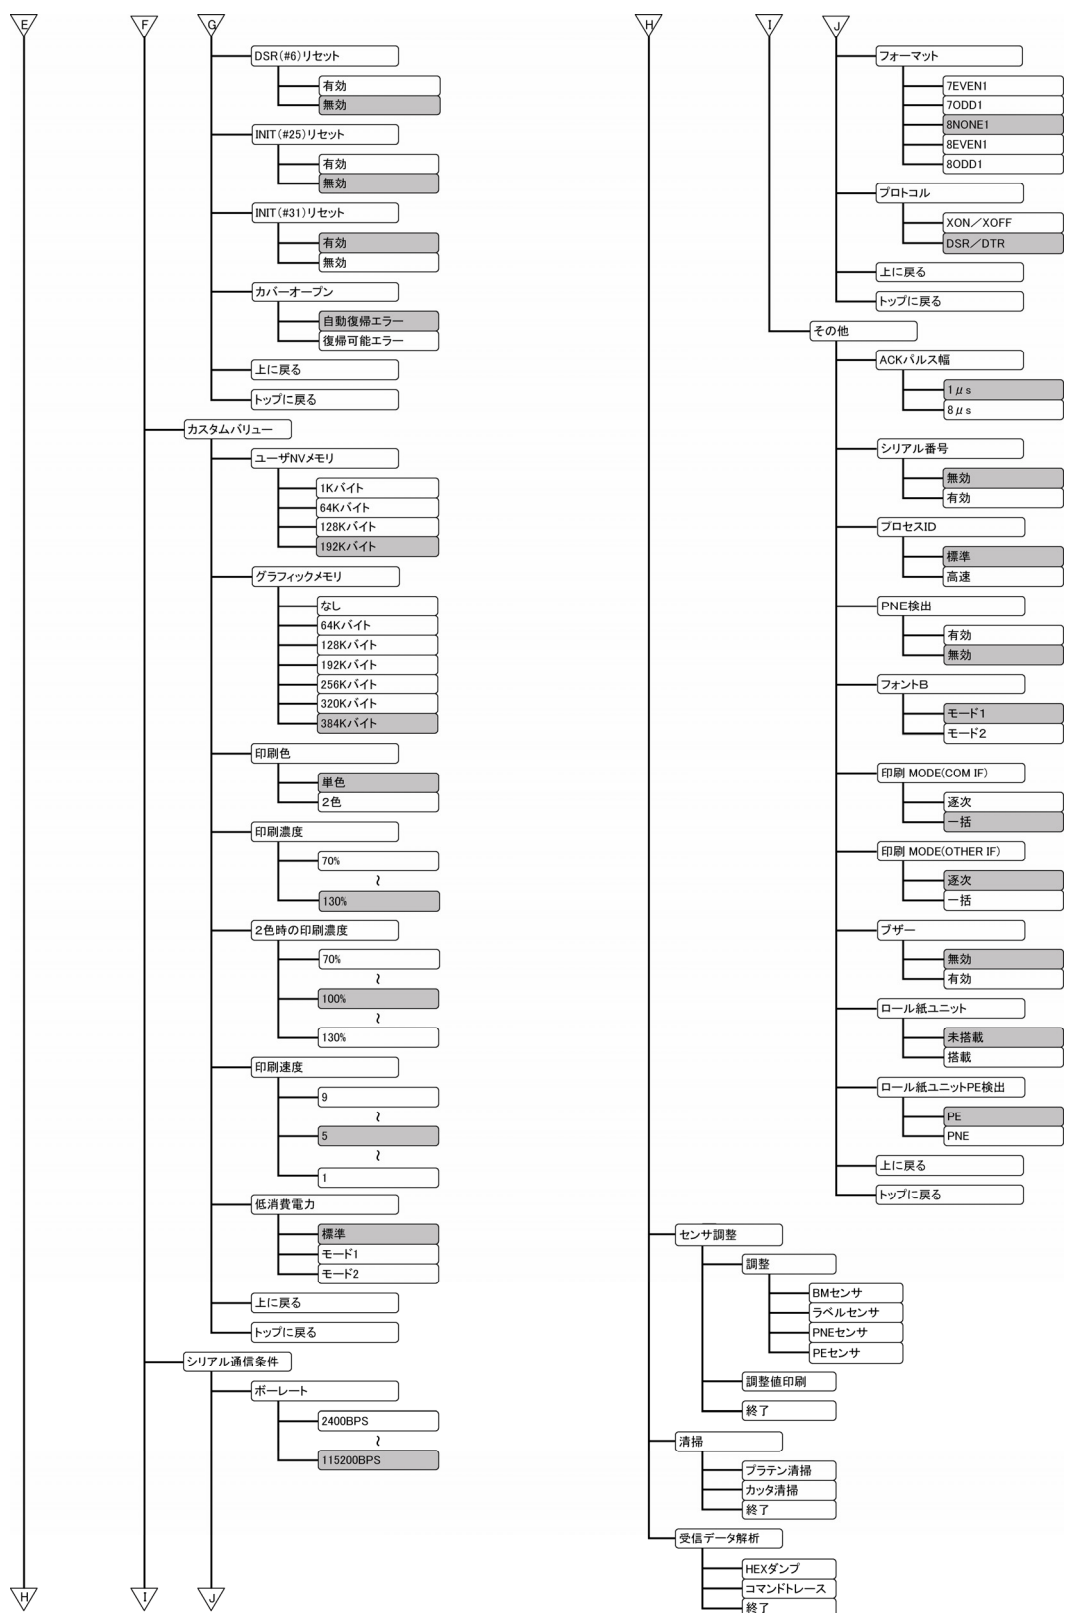 E
F
G
DSR(#6)リセット
有効
無効
INIT(#25)リセット
有効
無効
INIT(#31)リセット
有効
無効
カバーオープン
自動復帰エラー
復帰可能エラー
上に戻る
トップに戻る
カスタムバリュー
ユーザNVメモリ
1Kバイト
64Kバイト
128Kバイト
192Kバイト
グラフィックメモリ
なし
64Kバイト
128Kバイト
192Kバイト
256Kバイト
320Kバイト
384Kバイト
印刷色
単色
2色
印刷濃度
70%
~
130%
2色時の印刷濃度
70%
~
100%
~
130%
印刷速度
9
~
5
~
1
低消費電力
標準
モード1
モード2
上に戻る
トップに戻る
シリアル通信条件
ボーレート
2400BPS
~
115200BPS
H
I
J
H
I
J
フォーマット
7EVEN1
7ODD1
8NONE1
8EVEN1
8ODD1
プロトコル
XON/XOFF
DSR/DTR
上に戻る
トップに戻る
その他
ACKパルス幅
1μs
8μs
シリアル番号
無効
有効
プロセスID
標準
高速
PNE検出
有効
無効
フォントB
モード1
モード2
印刷 MODE(COM IF)
逐次
一括
印刷 MODE(OTHER IF)
逐次
一括
ブザー
無効
有効
ロール紙ユニット
未搭載
搭載
ロール紙ユニットPE検出
PE
PNE
上に戻る
トップに戻る
センサ調整
調整
BMセンサ
ラベルセンサ
PNEセンサ
PEセンサ
調整値印刷
終了
清掃
プラテン清掃
カッタ清掃
終了
受信データ解析
HEXダンプ
コマンドトレース
終了